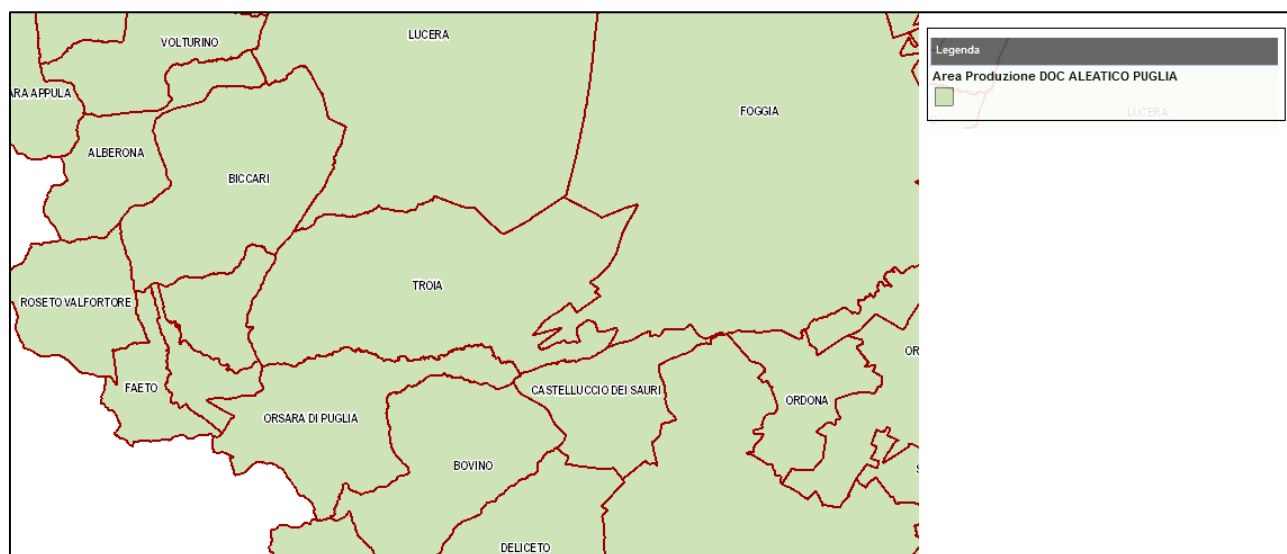 VOLTURINO
LUCERA
Legenda
Area Produzione DOC ALEATICO PUGLIA
ARA APPULA
FOGGIA
LUCERA
ALBERONA
BICCARI
TROIA
ROSETO VALFORTORE
OR
FAETO
CASTELLUCCIO DEI SAURI
ORDONA
ORSARA DI PUGLIA
BOVINO
S
DELICETO